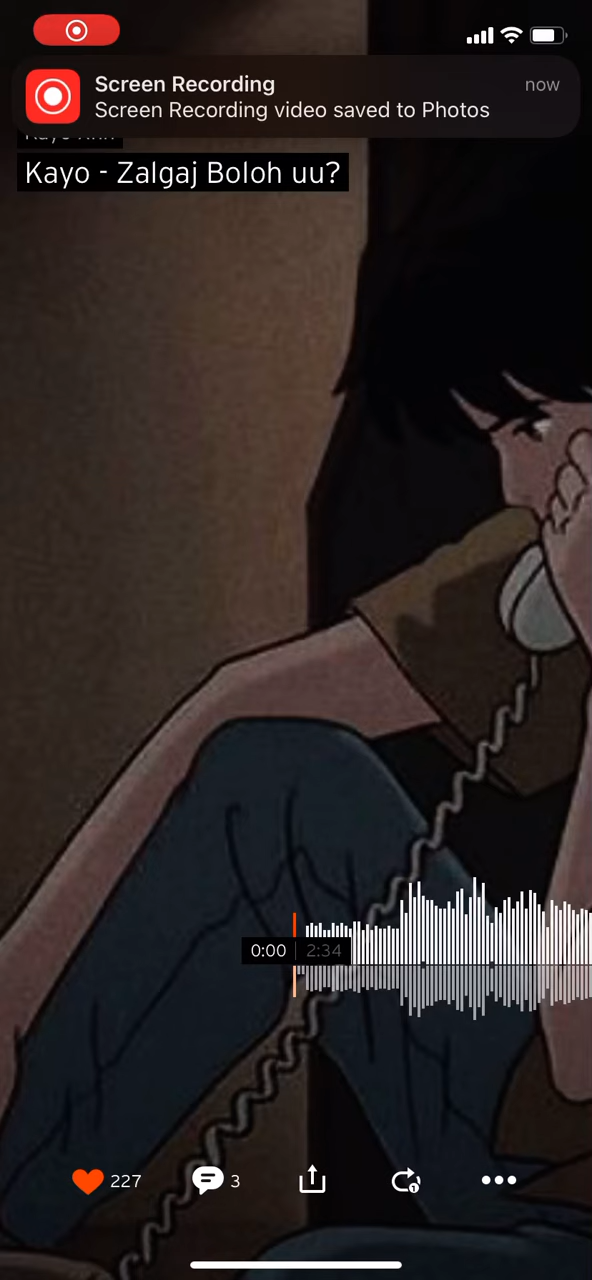 Screen Recording
now
Screen Recording video saved to Photos
Kayo - Zalgaj Boloh uu?
0:00 | 2:34
227
3
1